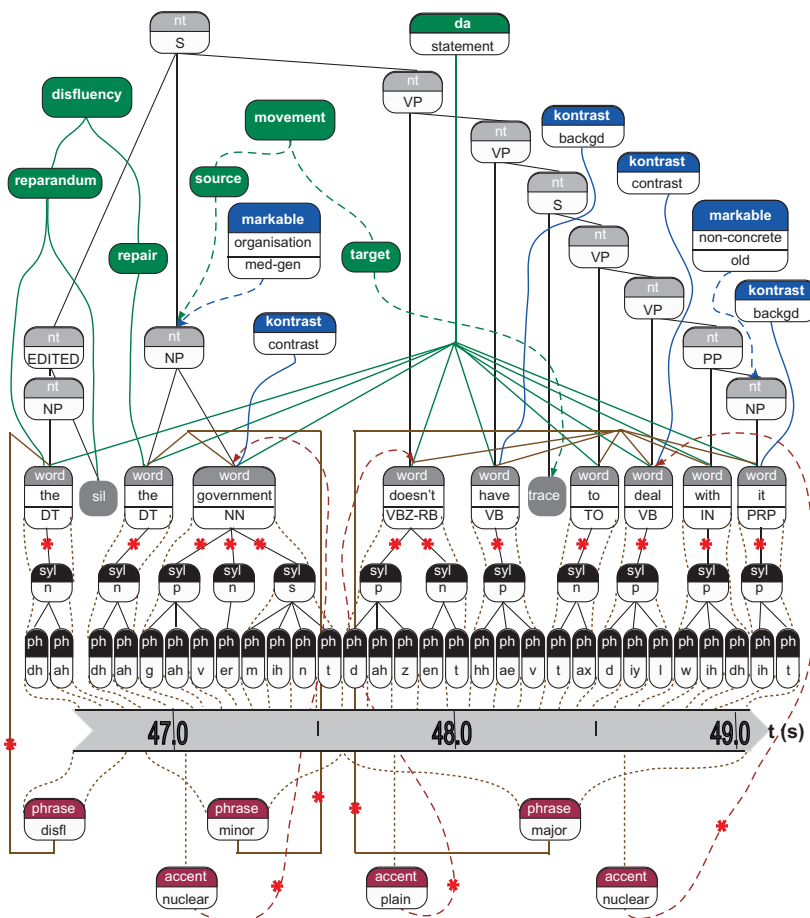 nt
S
da
statement
nt
VP
disfluency
movement
kontrast
backgd
nt
VP
kontrast
contrast
reparandum
source
nt
S
markable
organisation
med-gen
markable
non-concrete
old
repair
target
nt
VP
nt
VP
kontrast
backgd
kontrast
contrast
nt
EDITED
nt
NP
nt
PP
nt
NP
nt
NP
word word word word word word word word word
the sil the government doesn't have trace to deal with it
DT DT NN VBZ-RB VB TO VB IN PRP
syl syl syl syl syl syl syl syl syl syl syl syl
n n p n s p n p n p p p
ph ph ph ph ph ph ph ph ph ph ph ph ph ph ph ph ph ph ph ph ph ph ph ph ph ph ph ph
dh ah dh ah g ah v er m ih n t d ah z en t hh ae v t ax d iy l w ih dh ih t
47.0 48.0 49.0 t (s)
phrase phrase phrase
disfl minor major
accent accent accent
nuclear plain nuclear